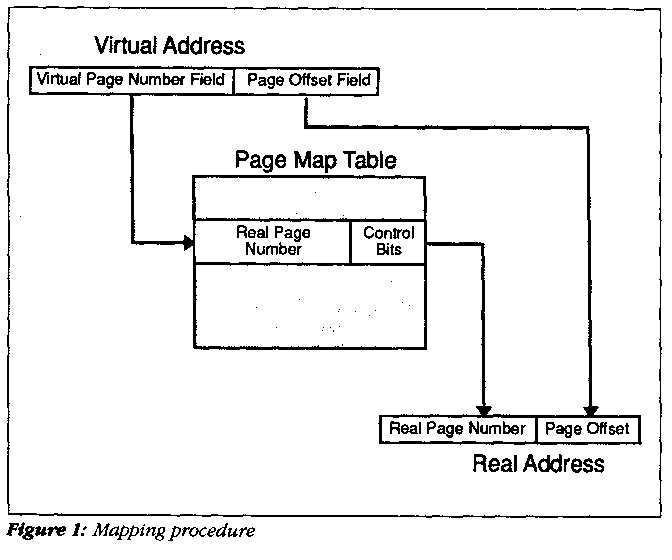 Virtual Address
Virtual Page Number Field Page Offset Field
Page Map Table
Real Page Number Control Bits
Real Page Number Page Offset
Real Address
Figure 1: Mapping procedure